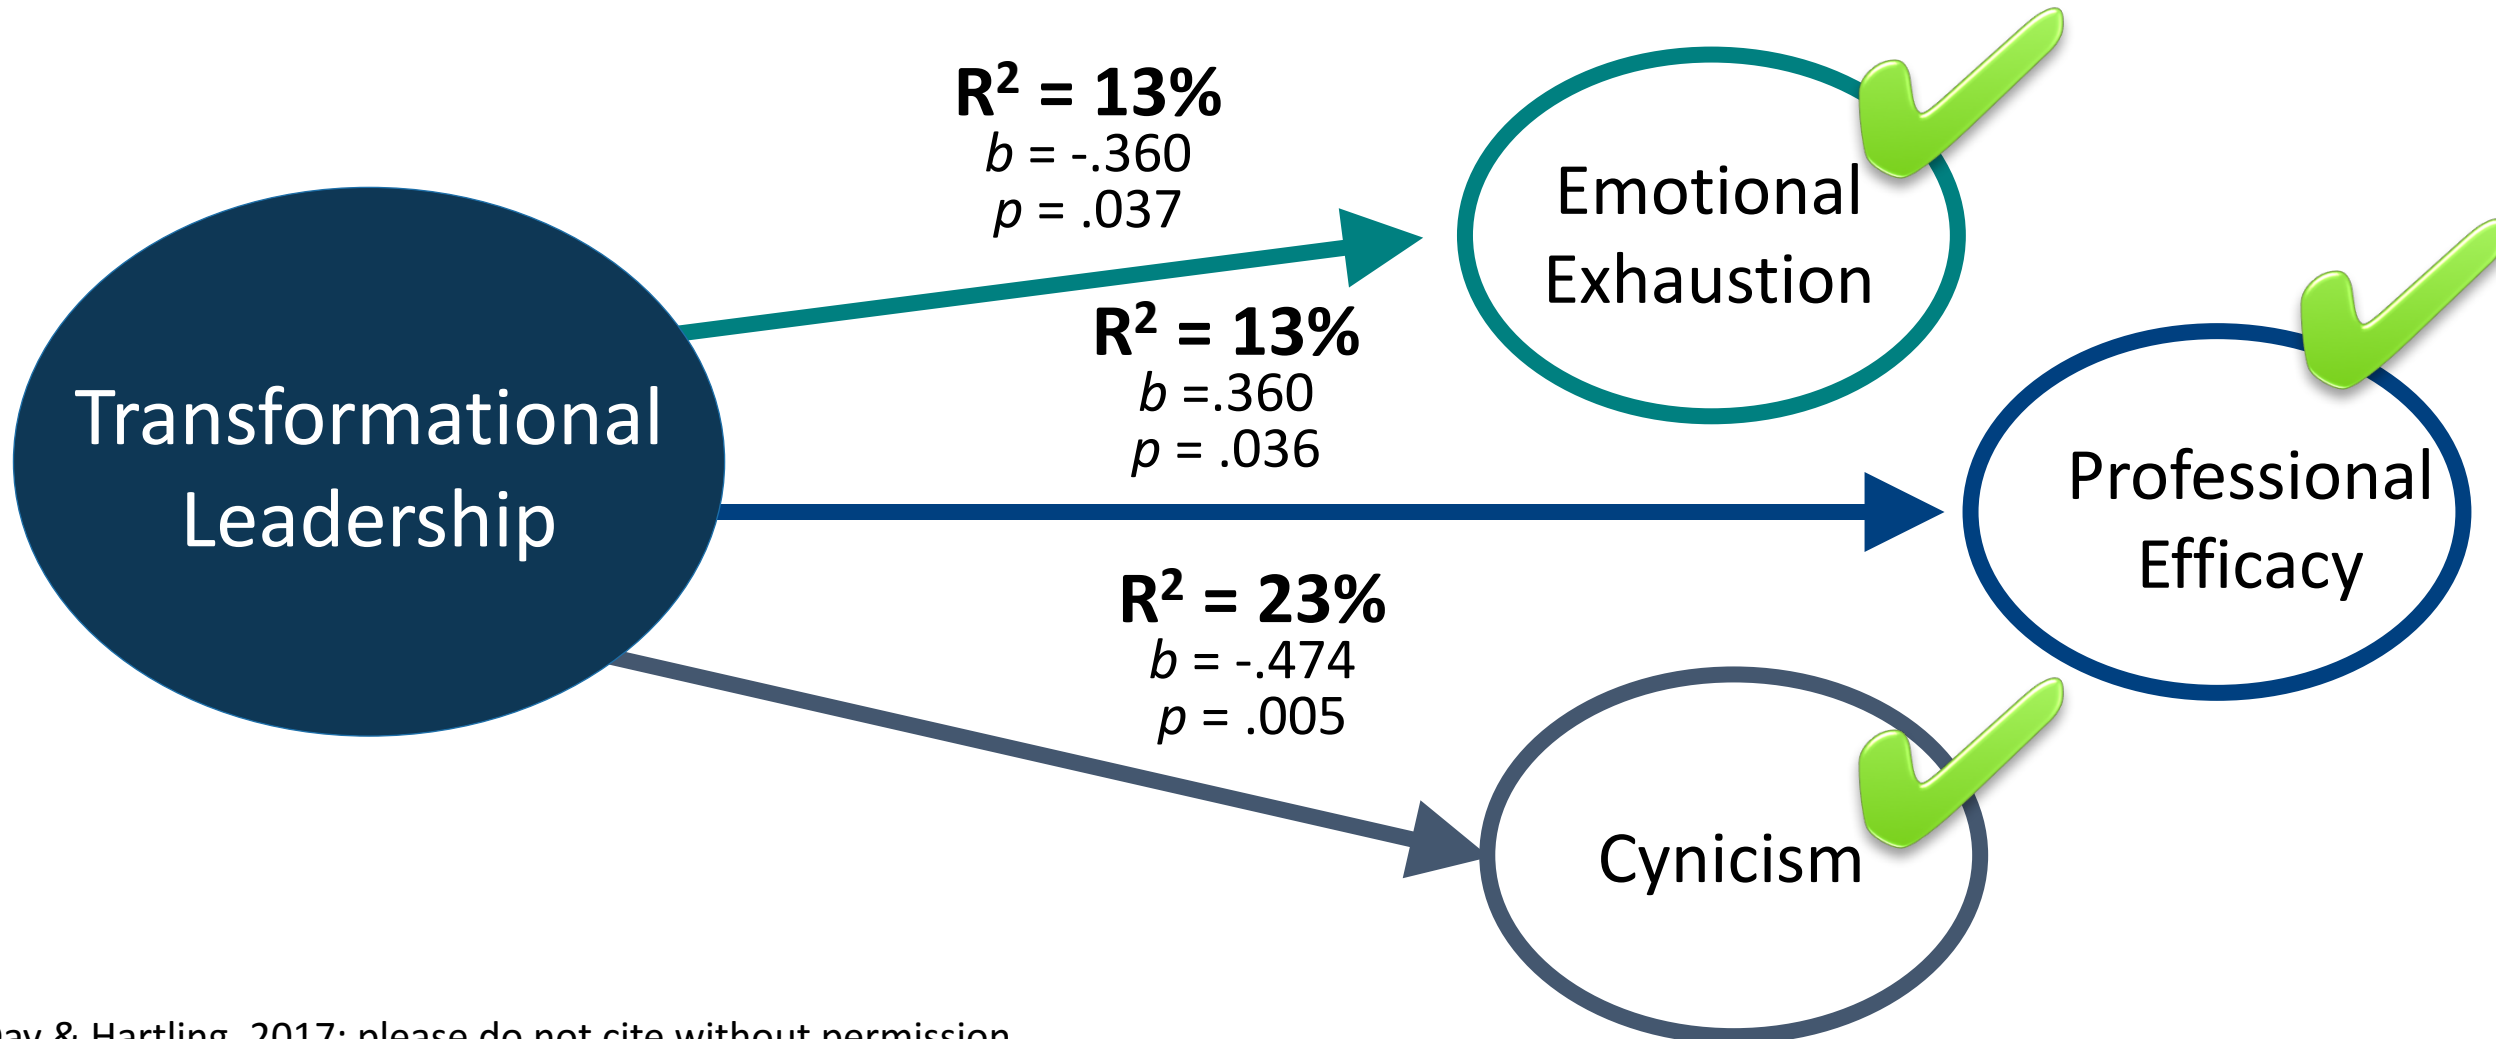 R² = 13%
b = -.360
p = .037
Emotional
Exhaustion
Transformational
Leadership
R² = 13%
b =.360
p = .036
Professional
Efficacy
R² = 23%
b = -.474
p = .005
Cynicism
& Hartling, 2017; please do not cite without permission